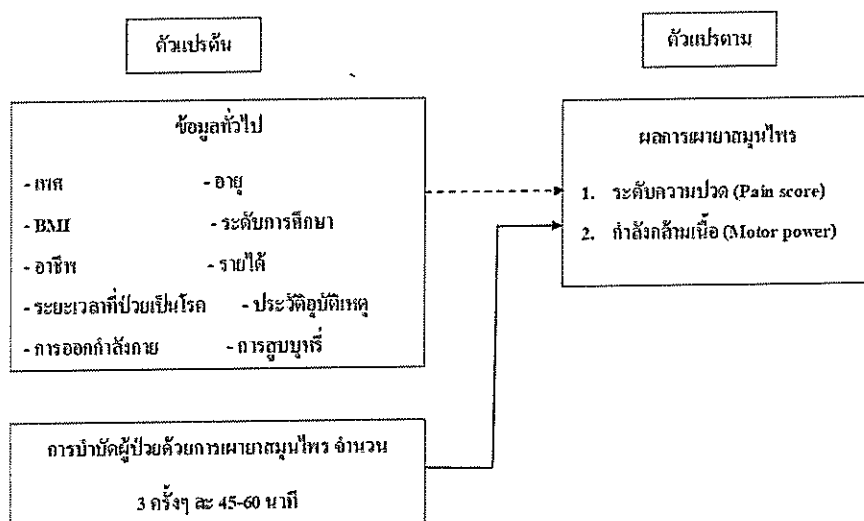 ตัวแปรต้น
ตัวแปรตาม
ข้อมูลทั่วไป
- เพศ - อายุ
- BMI - ระดับการศึกษา
- อาชีพ - รายได้
- ระยะเวลาที่ป่วยเป็นโรค - ประวัติอุบัติเหตุ
- การออกกำลังกาย - การสูบบุหรี่
การบำบัดผู้ป่วยด้วยการเผายาสมุนไพร จำนวน
3 ครั้งๆ ละ 45-60 นาที
ผลการเผายาสมุนไพร
1. ระดับความปวด (Pain score)
2. กำลังกล้ามเนื้อ (Motor power)